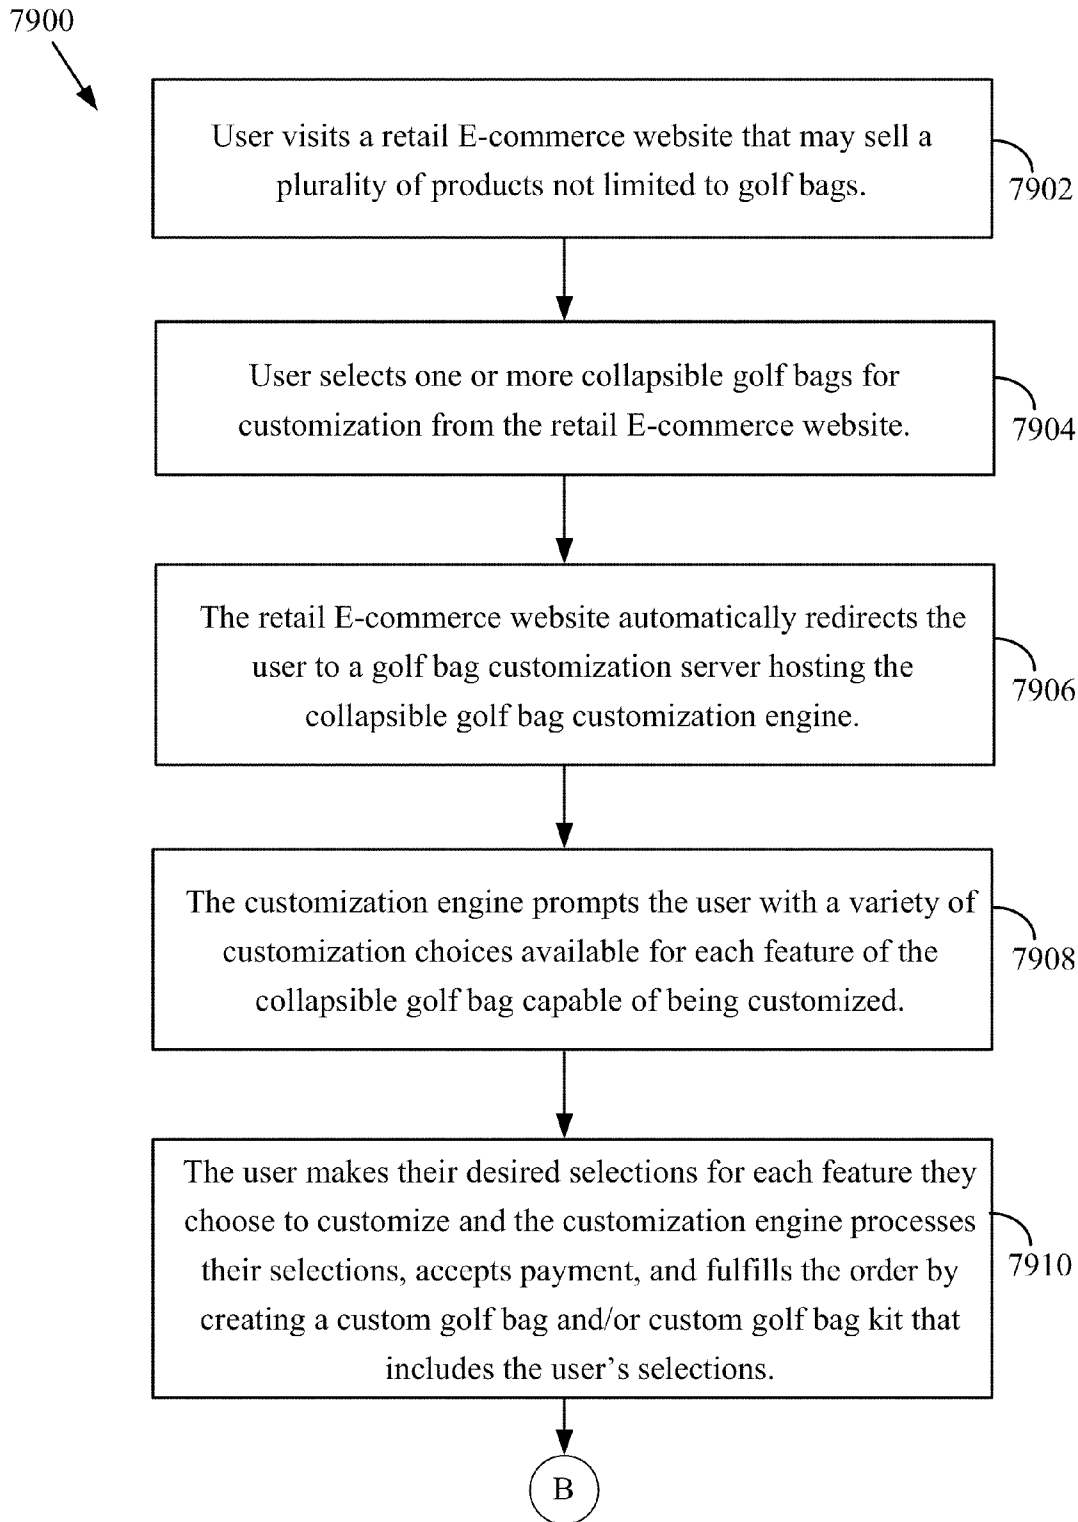 7900
User visits a retail E-commerce website that may sell a
plurality of products not limited to golf bags.
7902
User selects one or more collapsible golf bags for
customization from the retail E-commerce website.
7904
The retail E-commerce website automatically redirects the
user to a golf bag customization server hosting the
collapsible golf bag customization engine.
7906
The customization engine prompts the user with a variety of
customization choices available for each feature of the
collapsible golf bag capable of being customized.
7908
The user makes their desired selections for each feature they
choose to customize and the customization engine processes
their selections, accepts payment, and fulfills the order by
creating a custom golf bag and/or custom golf bag kit that
includes the user’s selections.
7910
B